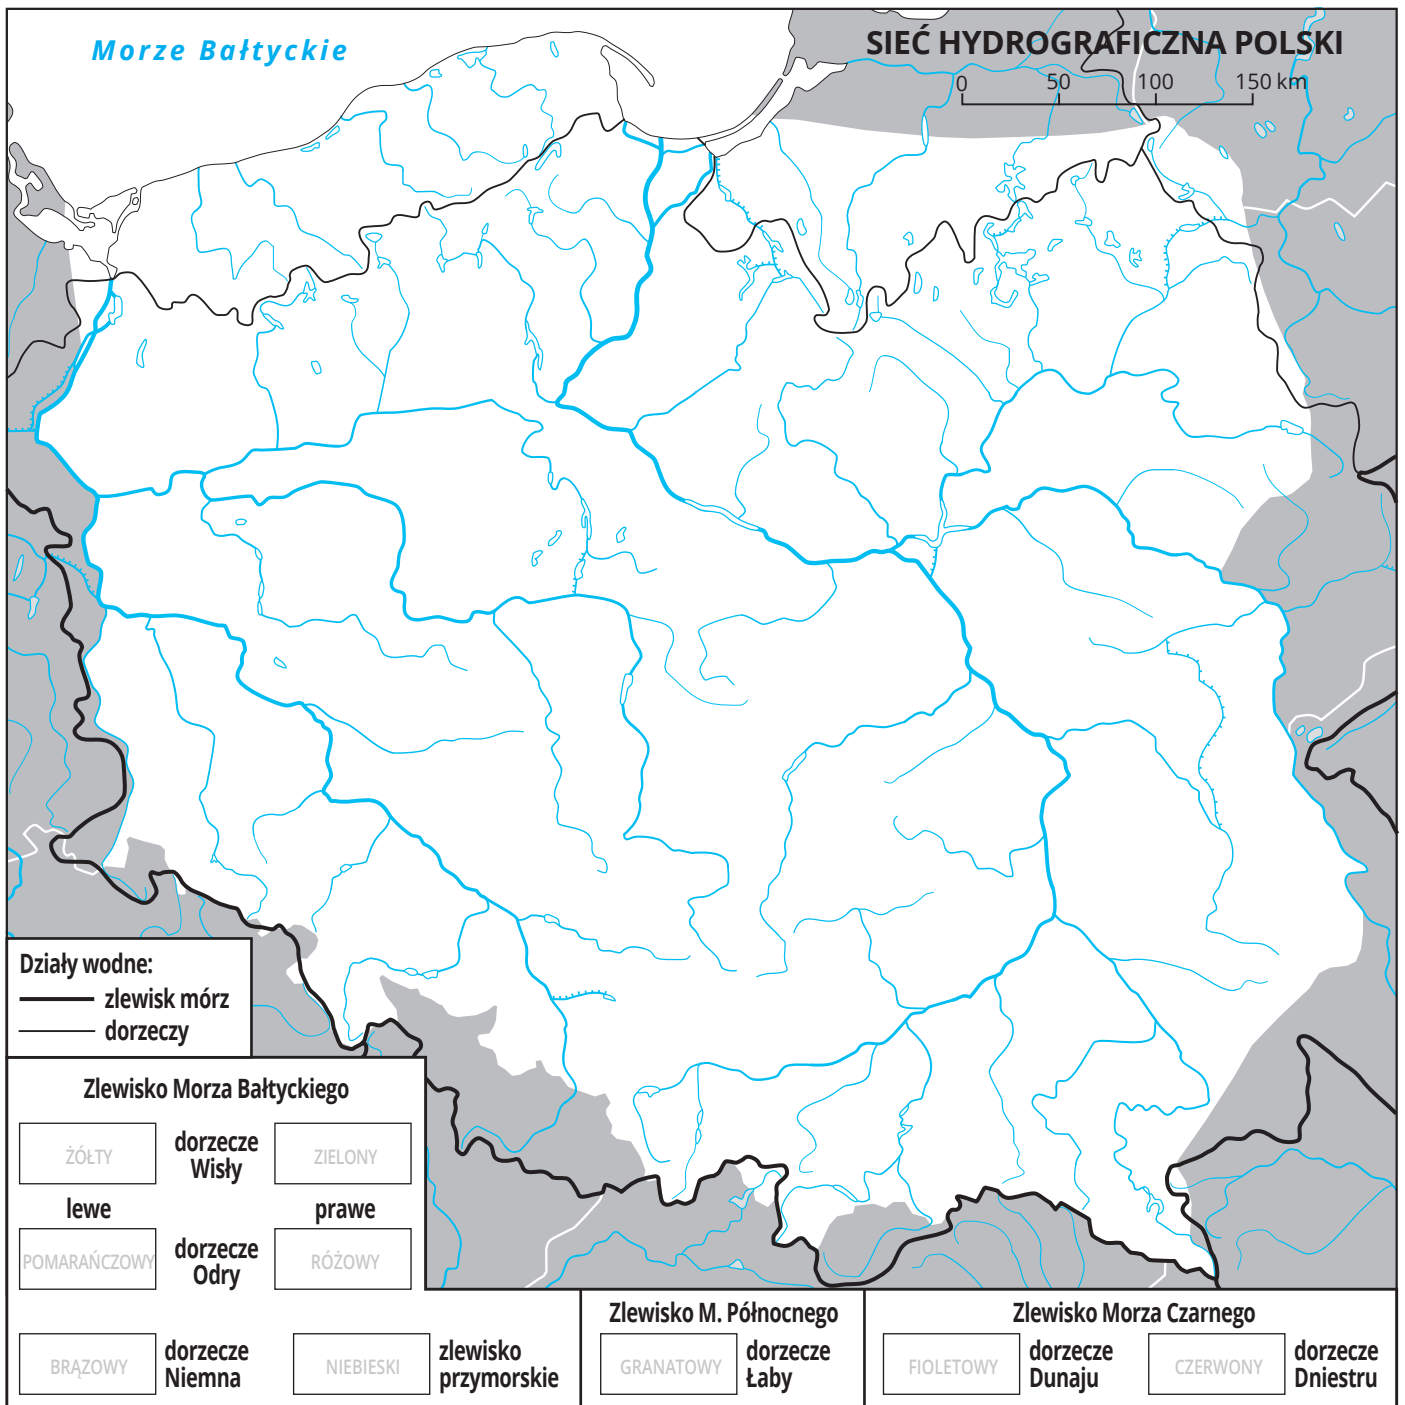 Morze Bałtyckie
SIEĆ HYDROGRAFICZNA POLSKI
0 50 100 150 km
Działy wodne:
zlewisk mórz
dorzeczy
Zlewisko Morza Bałtyckiego
ŻÓŁTY
dorzecze
Wisły
ZIELONY
lewe
prawe
POMARAŃCZOWY
dorzecze
Odry
RÓŻOWY
BRĄZOWY
dorzecze
Niemna
NIEBIESKI
zlewisko
przymorskie
Zlewisko M. Północnego
GRANATOWY
dorzecze
Łaby
Zlewisko Morza Czarnego
FIOLETOWY
dorzecze
Dunaju
CZERWONY
dorzecze
Dniestru